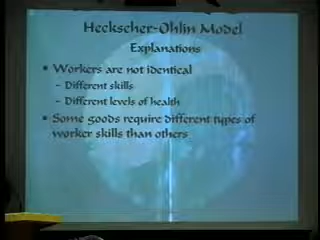 Heckscher-Ohlin Model
Explanations
• Workers are not identical
– Different skills
– Different levels of health
• Some goods require different types of
worker skills than others